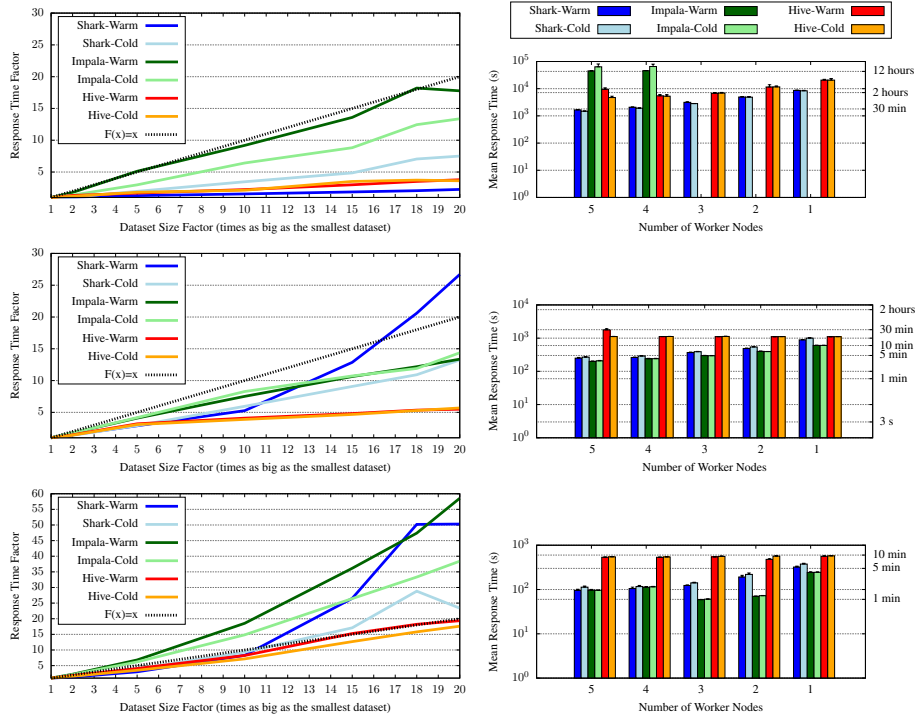 30
25
20
15
10
5
Response Time Factor
Shark-Warm
Shark-Cold
Impala-Warm
Impala-Cold
Hive-Warm
Hive-Cold
F(x)=x
1 2 3 4 5 6 7 8 9 10 11 12 13 14 15 16 17 18 19 20
Dataset Size Factor (times as big as the smallest dataset)
Shark-Warm Impala-Warm Hive-Warm
Shark-Cold Impala-Cold Hive-Cold
10^5
10^4
10^3
10^2
10^1
10^0
Mean Response Time (s)
12 hours
2 hours
30 min
5 4 3 2 1
Number of Worker Nodes
30
25
20
15
10
5
Response Time Factor
Shark-Warm
Shark-Cold
Impala-Warm
Impala-Cold
Hive-Warm
Hive-Cold
F(x)=x
1 2 3 4 5 6 7 8 9 10 11 12 13 14 15 16 17 18 19 20
Dataset Size Factor (times as big as the smallest dataset)
10^4
10^3
10^2
10^1
10^0
Mean Response Time (s)
2 hours
30 min
10 min
5 min
1 min
3 s
5 4 3 2 1
Number of Worker Nodes
60
55
50
45
40
35
30
25
20
15
10
5
Response Time Factor
Shark-Warm
Shark-Cold
Impala-Warm
Impala-Cold
Hive-Warm
Hive-Cold
F(x)=x
1 2 3 4 5 6 7 8 9 10 11 12 13 14 15 16 17 18 19 20
Dataset Size Factor (times as big as the smallest dataset)
10^3
10^2
10^1
10^0
Mean Response Time (s)
10 min
5 min
1 min
5 4 3 2 1
Number of Worker Nodes